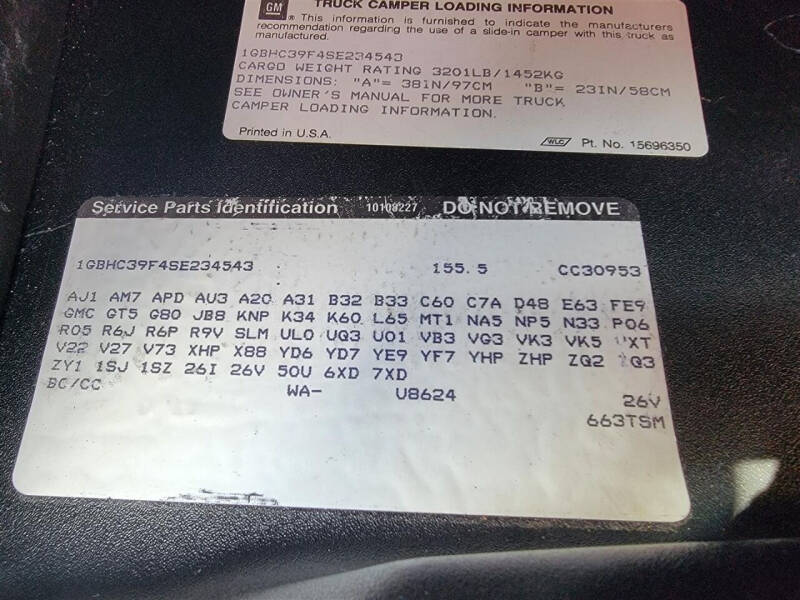 GM
TRUCK CAMPER LOADING INFORMATION
® This information is furnished to indicate the manufacturers
recommendation regarding the use of a slide-in camper with this truck as
manufactured.
1GBHC39F4SE234543
CARGO WEIGHT RATING 3201LB/1452KG
DIMENSIONS: "A"= 38IN/97CM "B"= 23IN/58CM
SEE OWNER'S MANUAL FOR MORE TRUCK
CAMPER LOADING INFORMATION.
Printed in U.S.A. WLC Pt. No. 15696350
Service Parts Identification 10108227 DO NOT REMOVE
1GBHC39F4SE234543 155.5 CC30953
AJ1 AM7 APD AU3 A20 A31 B32 B33 C60 C7A D48 E63 FE9
GMC GT5 G80 JB8 KNP K34 K60 L65 MT1 NA5 NP5 N33 P06
R05 R6J R6P R9V SLM UL0 UQ3 U01 VB3 VG3 VK3 VK5
V22 V27 V73 XHP X88 YD6 YD7 YE9 YF7 YHP ZHP ZG2
ZY1 1SJ 1SZ 26I 26V 50U 6XD 7XD
BC/CC WA- U8624 26V
663TSM